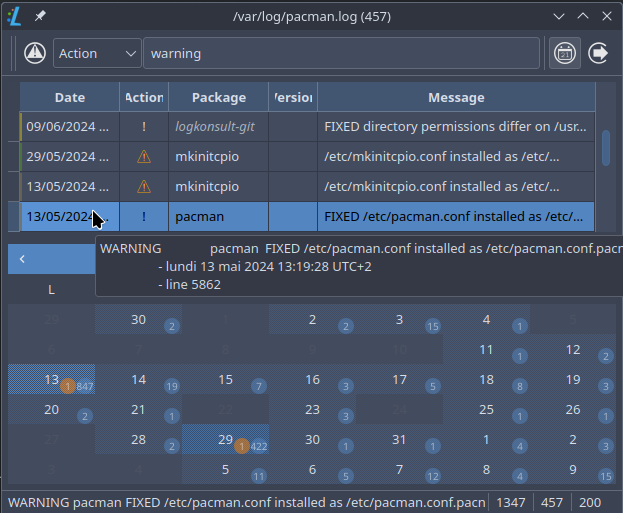 /var/log/pacman.log (457)
Action warning 21
Date Action Package Version Message
09/06/2024 ... ! logkonsult-git FIXED directory permissions differ on /usr...
29/05/2024 ... mkinitcpio /etc/mkinitcpio.conf installed as /etc/...
13/05/2024 ... mkinitcpio /etc/mkinitcpio.conf installed as /etc/...
13/05/2024 ... ! pacman FIXED /etc/pacman.conf installed as /etc/...
WARNING pacman FIXED /etc/pacman.conf installed as /etc/pacman.conf.pacn
- lundi 13 mai 2024 13:19:28 UTC+2
- line 5862
L
29 30 2 1 2 2 3 15 4 1 5
6 7 8 9 10 11 1 12 2
13 1 847 14 19 15 7 16 3 17 5 18 8 19 3
20 2 21 1 22 23 3 24 25 1 26 1
27 28 2 29 1 422 30 1 31 1 1 4 2 3
3 4 5 11 6 5 7 12 8 4 9 15
WARNING pacman FIXED /etc/pacman.conf installed as /etc/pacman.conf.pacn 1347 457 200